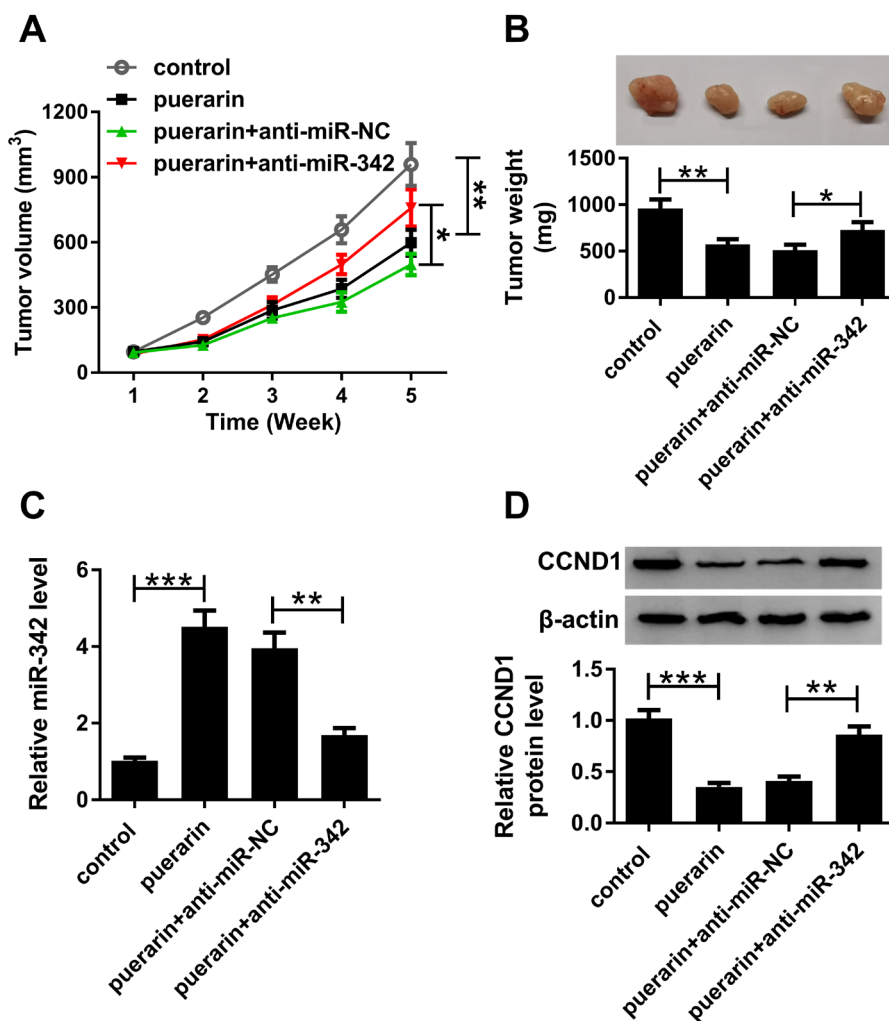 A
control
puerarin
puerarin+anti-miR-NC
puerarin+anti-miR-342
Tumor volume (mm³)
1200
900
600
300
0
**
*
1 2 3 4 5
Time (Week)
B
Tumor weight
(mg)
1500
1000
500
0
**
*
control
puerarin
puerarin+anti-miR-NC
puerarin+anti-miR-342
C
Relative miR-342 level
6
4
2
0
***
**
control
puerarin
puerarin+anti-miR-NC
puerarin+anti-miR-342
D
CCND1
β-actin
Relative CCND1
protein level
1.5
1.0
0.5
0.0
***
**
control
puerarin
puerarin+anti-miR-NC
puerarin+anti-miR-342